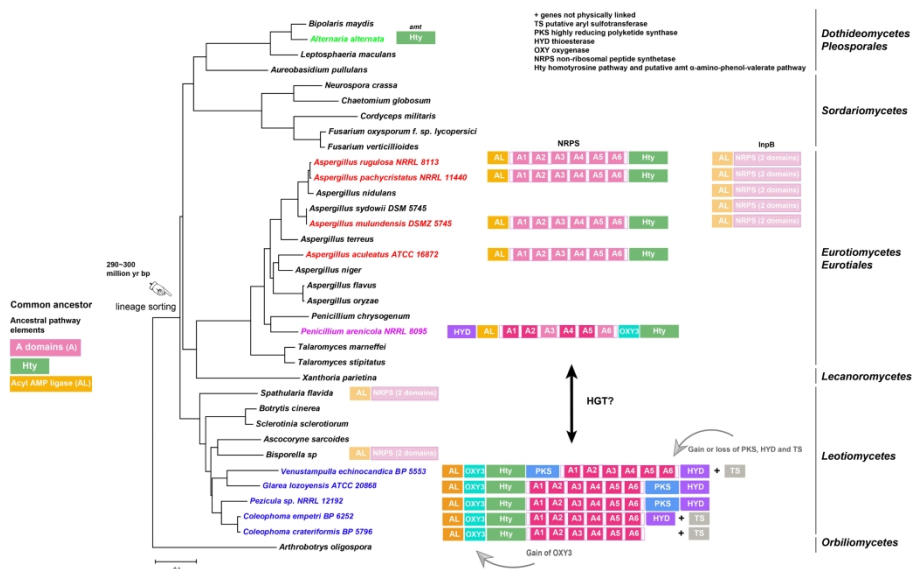 Bipolaris maydis
amt
Alternaria alternata Hty
Leptosphaeria maculans
Aureobasidium pullulans
+ genes not physically linked
TS putative aryl sulfotransferase
PKS highly reducing polyketide synthase
HYD thioesterase
OXY oxygenase
NRPS non-ribosomal peptide synthetase
Hty homotyrosine pathway and putative amt α-amino-phenol-valerate pathway
Dothideomycetes
Pleosporales
Neurospora crassa
Chaetomium globosum
Cordyceps militaris
Fusarium oxysporum f. sp. lycopersici
Fusarium verticillioides
Sordariomycetes
NRPS
InpB
Aspergillus rugulosa NRRL 8113 AL A1 A2 A3 A4 A5 A6 Hty AL NRPS (2 domains)
Aspergillus pachycristatus NRRL 11440 AL A1 A2 A3 A4 A5 A6 Hty AL NRPS (2 domains)
Aspergillus nidulans AL NRPS (2 domains)
Aspergillus sydowii DSM 5745 AL NRPS (2 domains)
Aspergillus mulundensis DSMZ 5745 AL A1 A2 A3 A4 A5 A6 Hty AL NRPS (2 domains)
Aspergillus terreus
Aspergillus aculeatus ATCC 16872 AL A1 A2 A3 A4 A5 A6 Hty
Aspergillus niger
Aspergillus flavus
Aspergillus oryzae
Penicillium chrysogenum
Penicillium arenicola NRRL 8095 HYD AL A1 A2 A3 A4 A5 A6 OXY3 Hty
Talaromyces marneffei
Talaromyces stipitatus
Eurotiomycetes
Eurotiales
290~300
million yr bp
lineage sorting
Common ancestor
Ancestral pathway
elements
A domains (A)
Hty
Acyl AMP ligase (AL)
Xanthoria parietina
Lecanoromycetes
HGT?
Spathularia flavida AL NRPS (2 domains)
Botrytis cinerea
Sclerotinia sclerotiorum
Ascocoryne sarcoides
Bisporella sp AL NRPS (2 domains)
Gain or loss of PKS, HYD and TS
Venustampulla echinocandica BP 5553 AL OXY3 Hty PKS A1 A2 A3 A4 A5 A6 HYD + TS
Glarea lozoyensis ATCC 20868 AL OXY3 Hty A1 A2 A3 A4 A5 A6 PKS HYD
Pezicula sp. NRRL 12192 AL OXY3 Hty A1 A2 A3 A4 A5 A6 PKS HYD
Coleophoma empetri BP 6252 AL OXY3 Hty A1 A2 A3 A4 A5 A6 HYD + TS
Coleophoma crateriformis BP 5796 AL OXY3 Hty A1 A2 A3 A4 A5 A6 + TS
Leotiomycetes
Arthrobotrys oligospora
Orbiliomycetes
Gain of OXY3